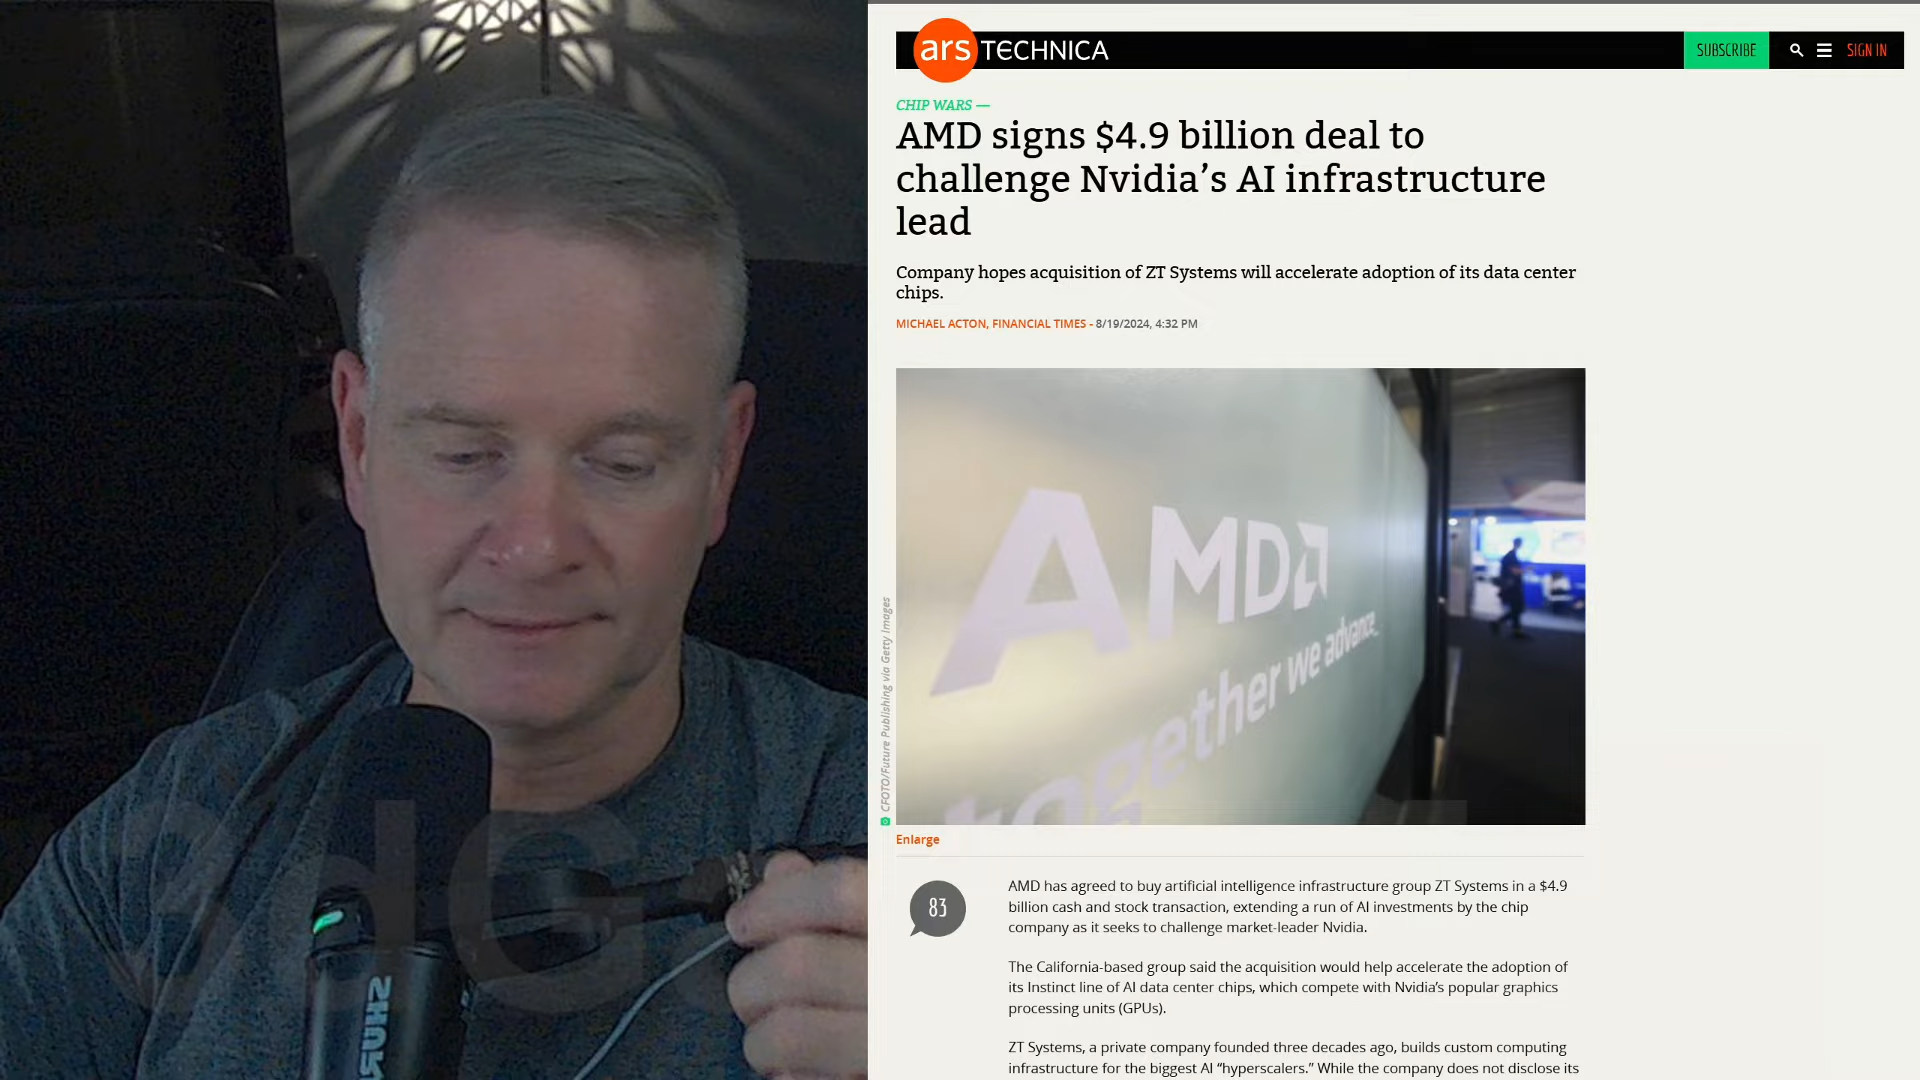 ars TECHNICA
SUBSCRIBE
SIGN IN
CHIP WARS —
AMD signs $4.9 billion deal to
challenge Nvidia’s AI infrastructure
lead
Company hopes acquisition of ZT Systems will accelerate adoption of its data center
chips.
MICHAEL ACTON, FINANCIAL TIMES - 8/19/2024, 4:32 PM
AMD
together we advance_
CFOTO/Future Publishing via Getty Images
Enlarge
83
AMD has agreed to buy artificial intelligence infrastructure group ZT Systems in a $4.9
billion cash and stock transaction, extending a run of AI investments by the chip
company as it seeks to challenge market-leader Nvidia.
The California-based group said the acquisition would help accelerate the adoption of
its Instinct line of AI data center chips, which compete with Nvidia’s popular graphics
processing units (GPUs).
ZT Systems, a private company founded three decades ago, builds custom computing
infrastructure for the biggest AI “hyperscalers.” While the company does not disclose its
SHUR